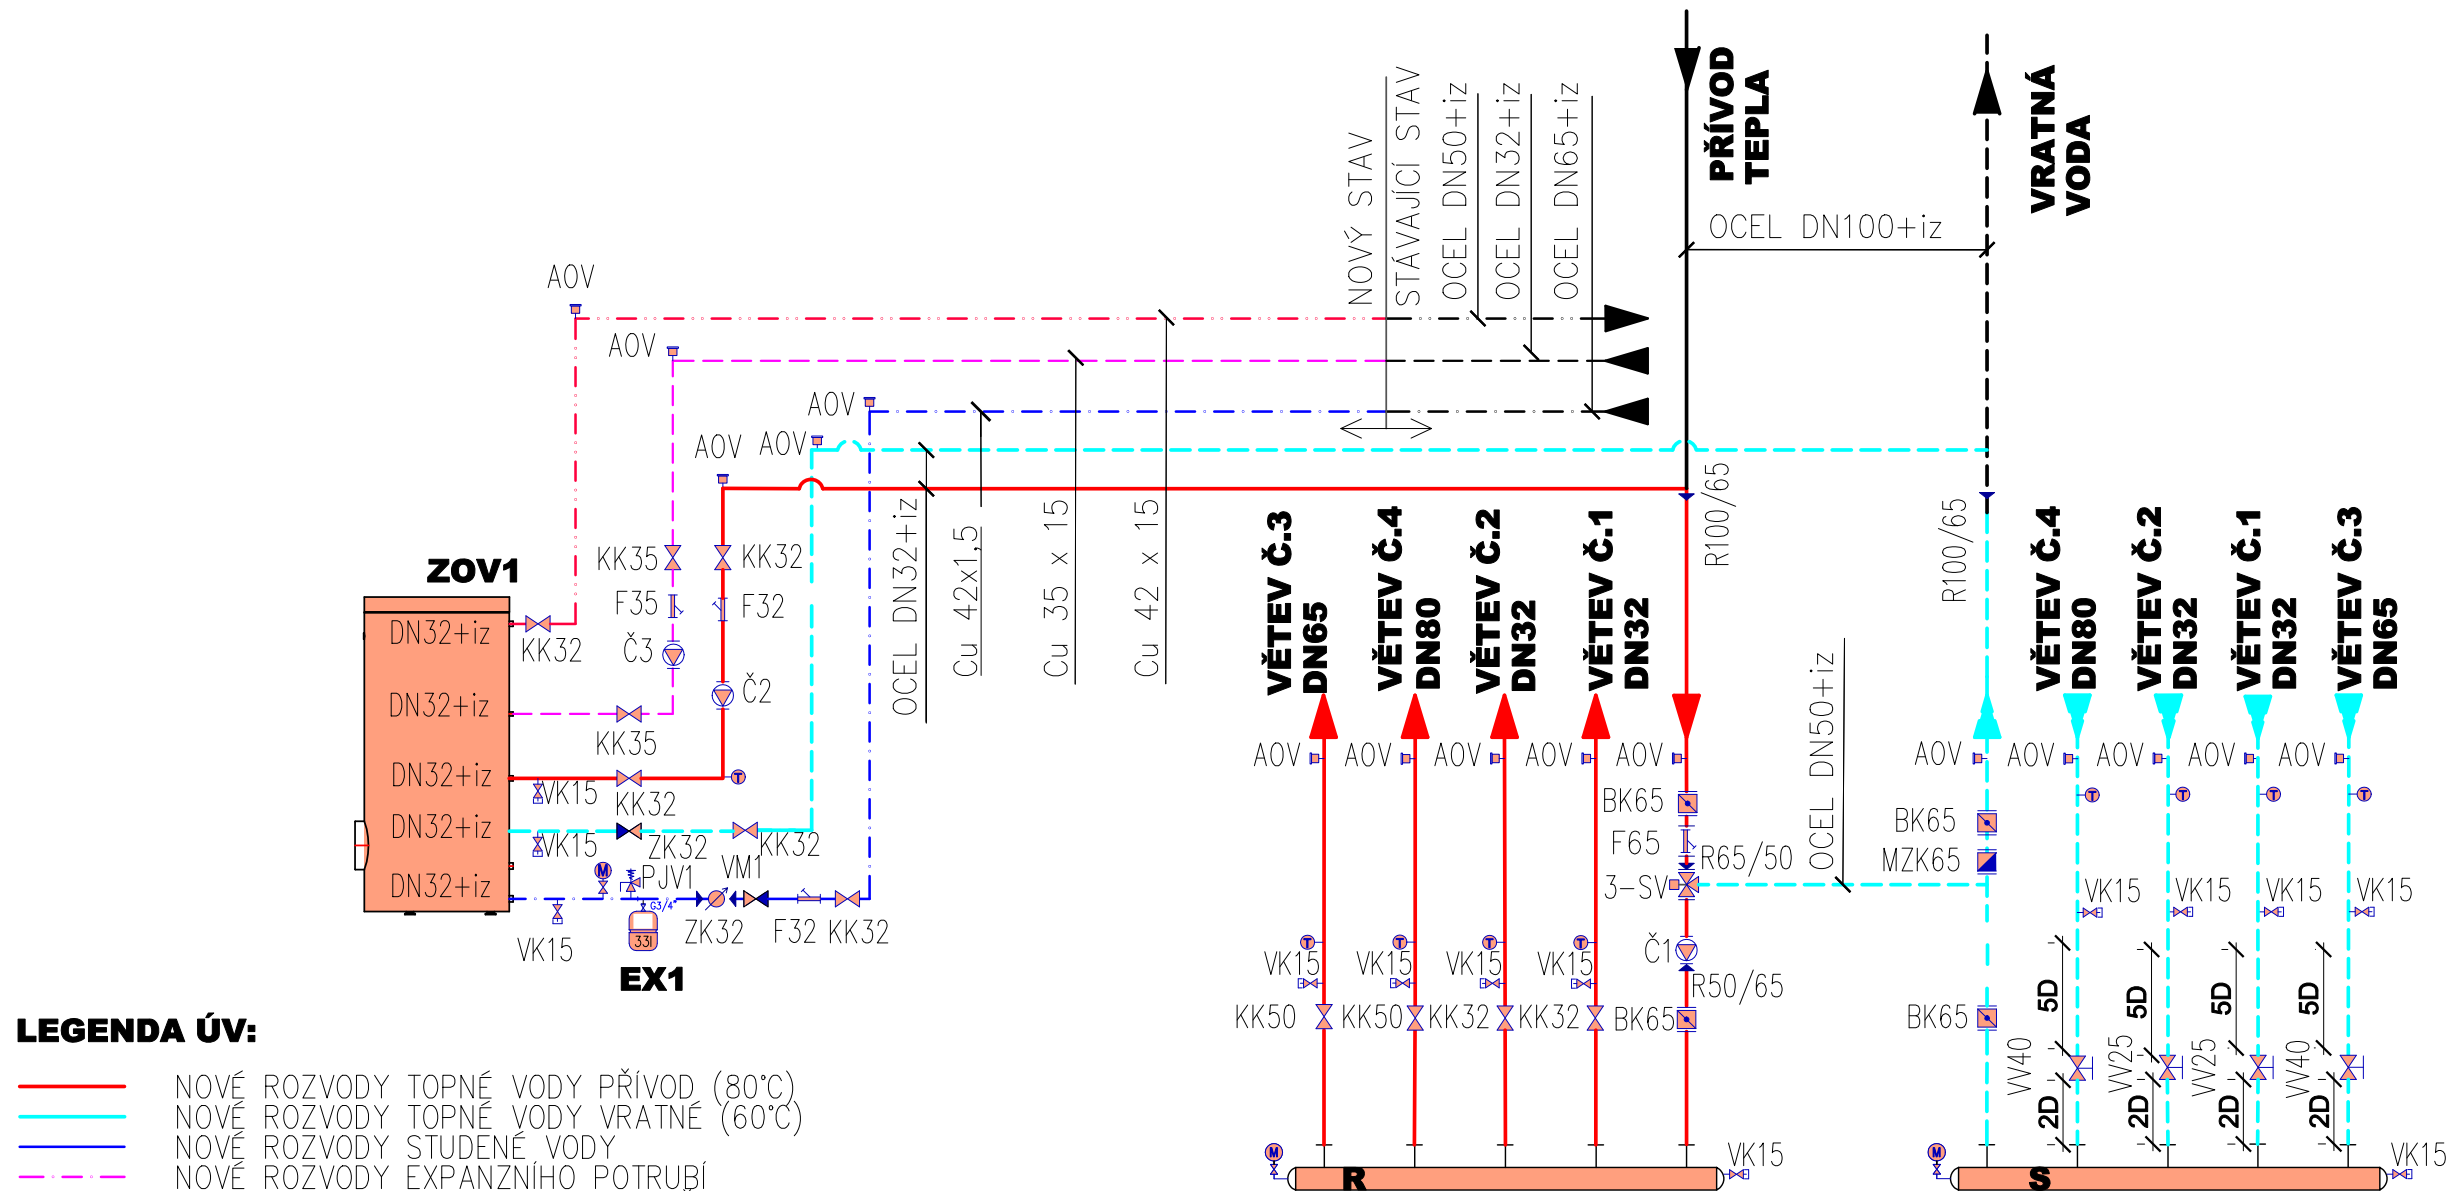 PŘÍVOD
TEPLA
VRATNÁ
VODA
OCEL DN100+iz
NOVÝ STAV
STÁVAJÍCÍ STAV
OCEL DN50+iz
OCEL DN32+iz
OCEL DN65+iz
AOV
AOV
AOV
AOV
AOV
OCEL DN32+iz
Cu 42x1,5
Cu 35 x 15
Cu 42 x 15
R100/65
R100/65
ZOV1
DN32+iz
DN32+iz
DN32+iz
DN32+iz
DN32+iz
KK32
KK35
F35
Č3
KK32
F32
Č2
KK35
T
VK15
KK32
VK15
ZK32
KK32
M
PJV1
VM1
G3/4"
33l
VK15
ZK32
F32
KK32
EX1
VĚTEV Č.3
DN65
VĚTEV Č.4
DN80
VĚTEV Č.2
DN32
VĚTEV Č.1
DN32
VĚTEV Č.4
DN80
VĚTEV Č.2
DN32
VĚTEV Č.1
DN32
VĚTEV Č.3
DN65
OCEL DN50+iz
AOV
AOV
AOV
AOV
AOV
AOV
AOV
AOV
AOV
AOV
BK65
F65
R65/50
3-SV
Č1
R50/65
BK65
BK65
MZK65
BK65
T
T
T
T
T
T
T
T
VK15
VK15
VK15
VK15
VK15
VK15
VK15
VK15
KK50
KK50
KK32
KK32
5D
5D
5D
5D
VV40
VV25
VV25
VV40
2D
2D
2D
2D
M
R
VK15
M
S
VK15
LEGENDA ÚV:
NOVÉ ROZVODY TOPNÉ VODY PŘÍVOD (80°C)
NOVÉ ROZVODY TOPNÉ VODY VRATNÉ (60°C)
NOVÉ ROZVODY STUDENÉ VODY
NOVÉ ROZVODY EXPANZNÍHO POTRUBÍ